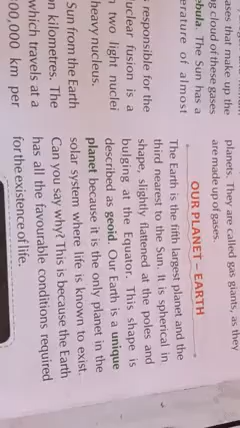 ases that make up the
g cloud of these gases
ebula. The Sun has a
erature of almost
s responsible for the
uclear fusion is a
n two light nuclei
heavy nucleus.
Sun from the Earth
n kilometres. The
which travels at a
00,000 km per
planets. They are called gas giants, as they
are made up of gases.
OUR PLANET – EARTH
The Earth is the fifth largest planet and the
third nearest to the Sun. It is spherical in
shape, slightly flattened at the poles and
bulging at the Equator. This shape is
described as geoid. Our Earth is a unique
planet because it is the only planet in the
solar system where life is known to exist.
Can you say why? This is because the Earth
has all the favourable conditions required
for the existence of life.